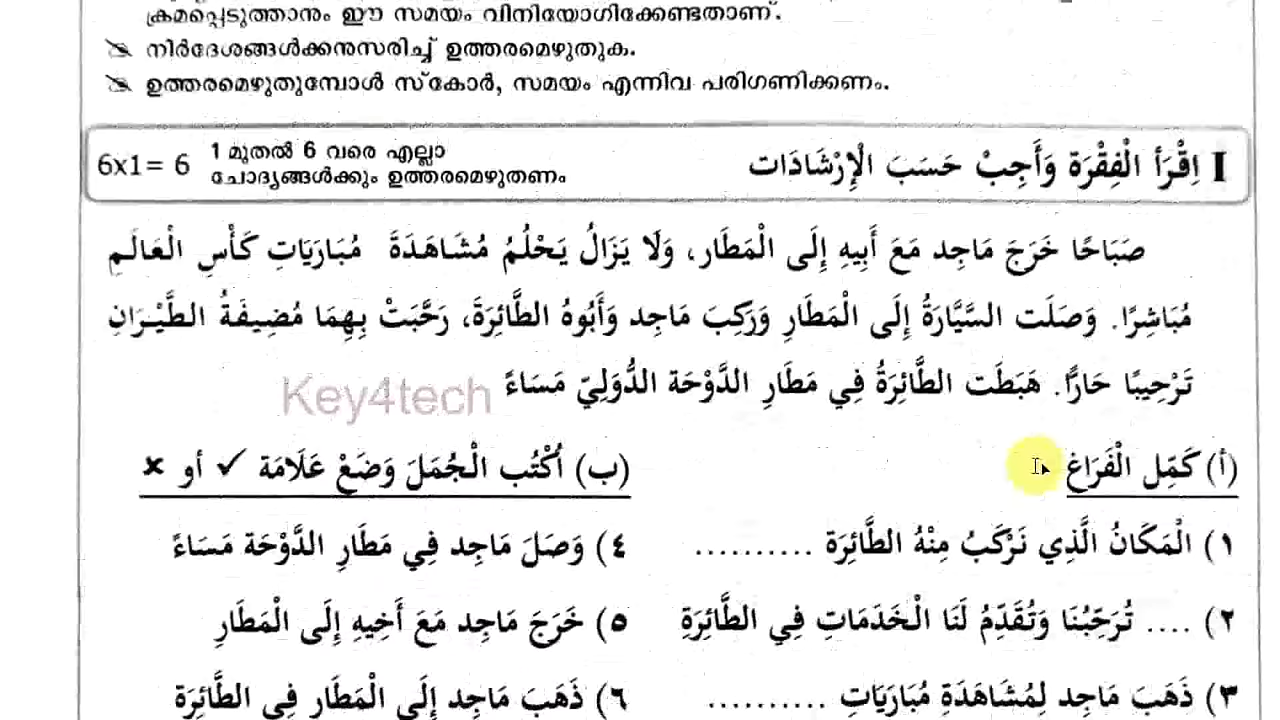 ക്രമപ്പെടുത്താനും ഈ സമയം വിനിയോഗിക്കേണ്ടതാണ്.
നിർദേശങ്ങൾക്കനുസരിച്ച് ഉത്തരമെഴുതുക.
ഉത്തരമെഴുതുമ്പോൾ സ്കോർ, സമയം എന്നിവ പരിഗണിക്കണം.
I اِقْرَأ الْفِقْرَة وَأَجِبْ حَسَبَ الْإِرْشَادَات
1 മുതൽ 6 വരെ എല്ലാ
ചോദ്യങ്ങൾക്കും ഉത്തരമെഴുതണം
6x1= 6
صَبَاحًا خَرَجَ مَاجِد مَعَ أَبِيهِ إِلَى الْمَطَار، وَلَا يَزَالُ يَحْلُمُ مُشَاهَدَةَ مُبَارَيَاتِ كَأْسِ الْعَالَمِ
مُبَاشِرًا. وَصَلَت السَّيَّارَةُ إِلَى الْمَطَارِ وَرَكِبَ مَاجِد وَأَبُوهُ الطَّائِرَةَ، رَحَّبَتْ بِهِمَا مُضِيفَةُ الطَّيْرَانِ
تَرْحِيبًا حَارًّا. هَبَطَت الطَّائِرَةُ فِي مَطَارِ الدَّوْحَة الدُّوَلِيّ مَسَاءً
Key4tech
(أ) كَمِّل الْفَرَاغ
١) الْمَكَانُ الَّذِي نَرْكَبُ مِنْهُ الطَّائِرَة ..........
٢) .... تُرَحِّبُنَا وَتُقَدِّمُ لَنَا الْخَدَمَاتِ فِي الطَّائِرَةِ
٣) ذَهَبَ مَاجِد لِمُشَاهَدَةِ مُبَارَيَاتِ ..........
(ب) اُكْتُب الْجُمَلَ وَضَعْ عَلَامَة ✓ أو ✗
٤) وَصَلَ مَاجِد فِي مَطَارِ الدَّوْحَة مَسَاءً
٥) خَرَجَ مَاجِد مَعَ أَخِيهِ إِلَى الْمَطَارِ
٦) ذَهَبَ مَاجِد إِلَى الْمَطَار فِي الطَّائِرَة